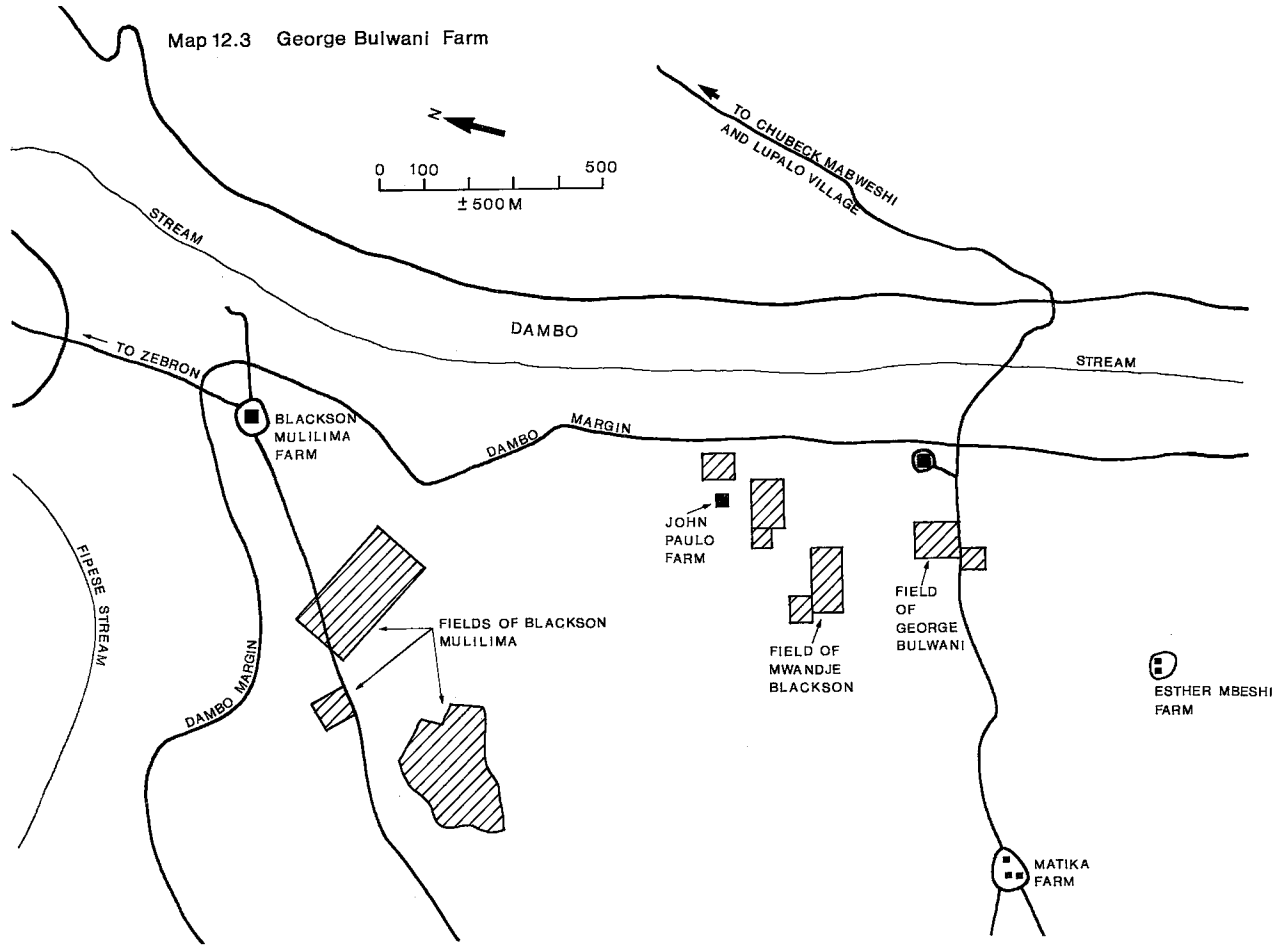 Map 12.3 George Bulwani Farm
N
0 100 500
± 500 M
TO CHUBECK MABWESHI
AND LUPALO VILLAGE
STREAM
DAMBO
TO ZEBRON
STREAM
BLACKSON
MULILIMA
FARM
DAMBO MARGIN
JOHN
PAULO
FARM
FIPESE STREAM
FIELDS OF BLACKSON
MULILIMA
DAMBO MARGIN
FIELD OF
MWANDJE
BLACKSON
FIELD
OF
GEORGE
BULWANI
ESTHER MBESHI
FARM
MATIKA
FARM